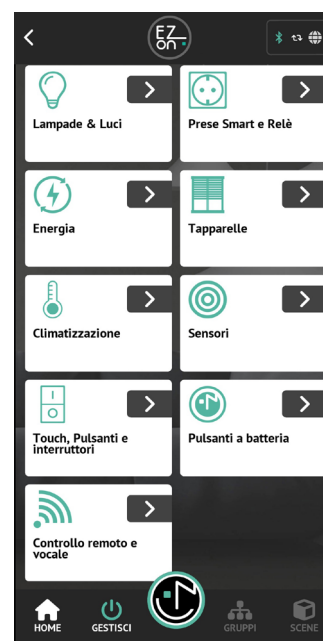 EZ
on
Lampade & Luci
Prese Smart e Relè
Energia
Tapparelle
Climatizzazione
Sensori
Touch, Pulsanti e
interruttori
Pulsanti a batteria
Controllo remoto e
vocale
HOME
GESTISCI
GRUPPI
SCENE